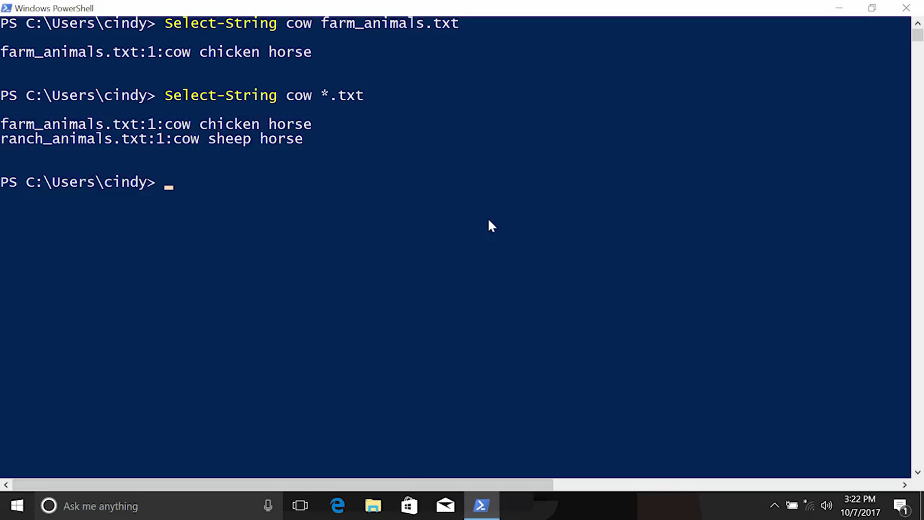 Windows PowerShell
PS C:\Users\cindy> Select-String cow farm_animals.txt
farm_animals.txt:1:cow chicken horse
PS C:\Users\cindy> Select-String cow *.txt
farm_animals.txt:1:cow chicken horse
ranch_animals.txt:1:cow sheep horse
PS C:\Users\cindy>
Ask me anything
3:22 PM
10/7/2017
1